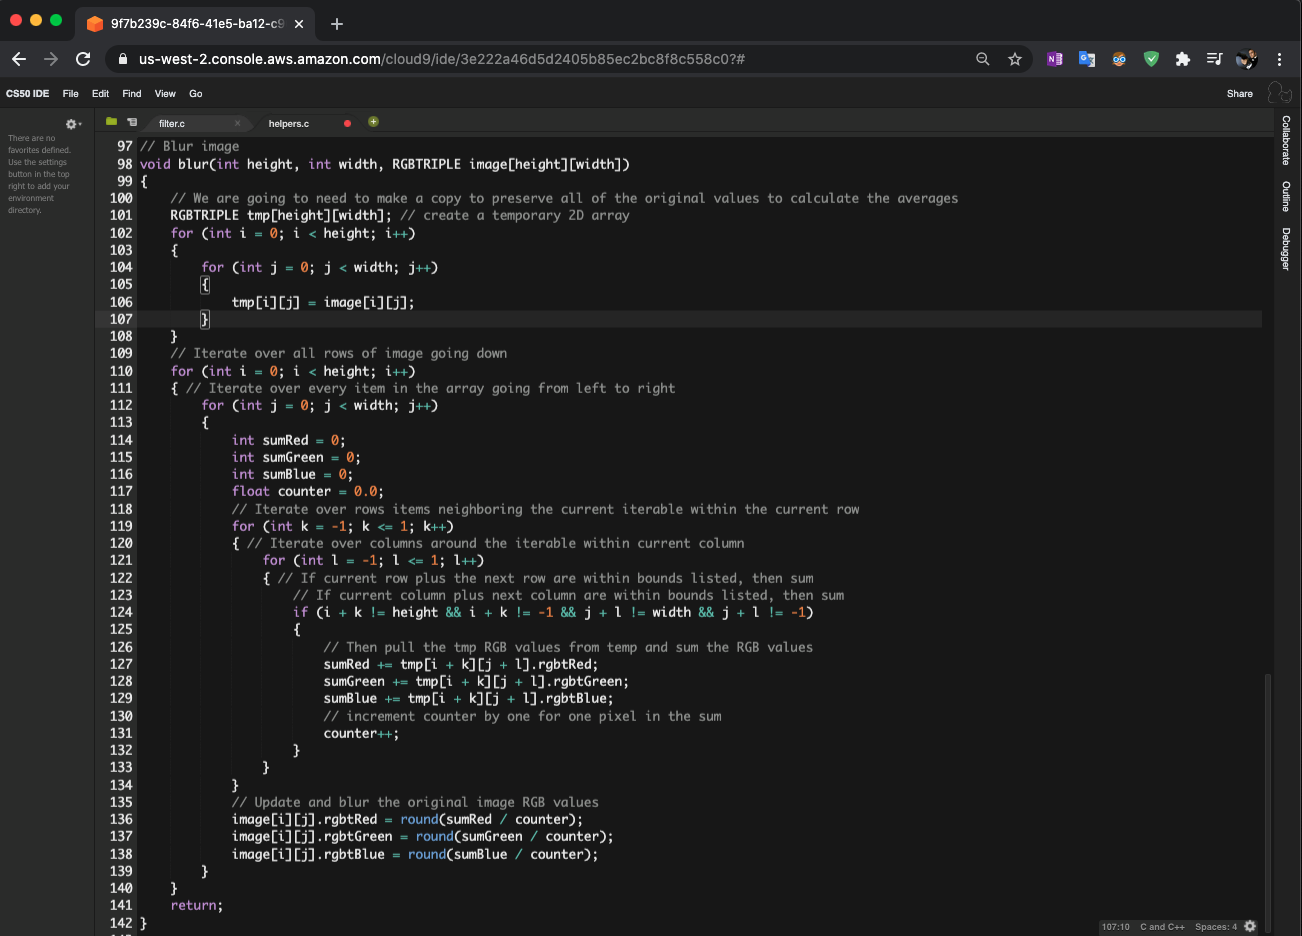 9f7b239c-84f6-41e5-ba12-c9
us-west-2.console.aws.amazon.com/cloud9/ide/3e222a46d5d2405b85ec2bc8f8c558c0?#
CS50 IDE File Edit Find View Go Share
There are no
favorites defined.
Use the settings
button in the top
right to add your
environment
directory.
filter.c helpers.c
97 // Blur image
98 void blur(int height, int width, RGBTRIPLE image[height][width])
99 {
100 // We are going to need to make a copy to preserve all of the original values to calculate the averages
101 RGBTRIPLE tmp[height][width]; // create a temporary 2D array
102 for (int i = 0; i < height; i++)
103 {
104 for (int j = 0; j < width; j++)
105 {
106 tmp[i][j] = image[i][j];
107 }
108 }
109 // Iterate over all rows of image going down
110 for (int i = 0; i < height; i++)
111 { // Iterate over every item in the array going from left to right
112 for (int j = 0; j < width; j++)
113 {
114 int sumRed = 0;
115 int sumGreen = 0;
116 int sumBlue = 0;
117 float counter = 0.0;
118 // Iterate over rows items neighboring the current iterable within the current row
119 for (int k = -1; k <= 1; k++)
120 { // Iterate over columns around the iterable within current column
121 for (int l = -1; l <= 1; l++)
122 { // If current row plus the next row are within bounds listed, then sum
123 // If current column plus next column are within bounds listed, then sum
124 if (i + k != height && i + k != -1 && j + l != width && j + l != -1)
125 {
126 // Then pull the tmp RGB values from temp and sum the RGB values
127 sumRed += tmp[i + k][j + l].rgbtRed;
128 sumGreen += tmp[i + k][j + l].rgbtGreen;
129 sumBlue += tmp[i + k][j + l].rgbtBlue;
130 // increment counter by one for one pixel in the sum
131 counter++;
132 }
133 }
134 }
135 // Update and blur the original image RGB values
136 image[i][j].rgbtRed = round(sumRed / counter);
137 image[i][j].rgbtGreen = round(sumGreen / counter);
138 image[i][j].rgbtBlue = round(sumBlue / counter);
139 }
140 }
141 return;
142 }
Collaborate
Outline
Debugger
107:10 C and C++ Spaces: 4